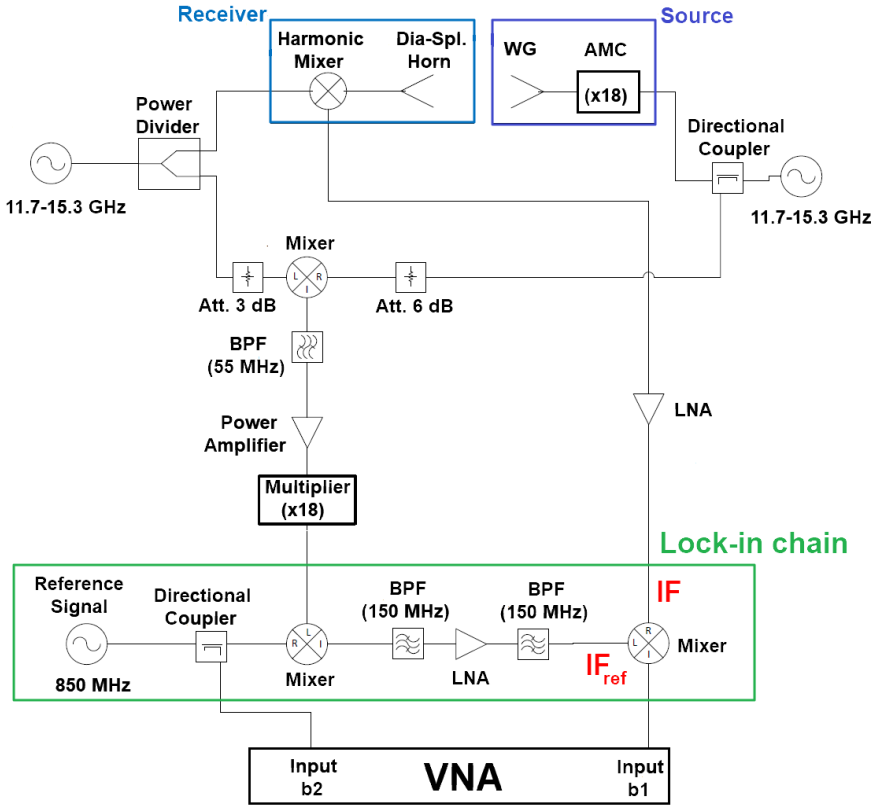 Receiver
Source
Harmonic
Mixer
Dia-Spl.
Horn
WG
AMC
(x18)
Power
Divider
Directional
Coupler
11.7-15.3 GHz
11.7-15.3 GHz
Mixer
L
R
I
Att. 3 dB
Att. 6 dB
BPF
(55 MHz)
LNA
Power
Amplifier
Multiplier
(x18)
Lock-in chain
Reference
Signal
Directional
Coupler
BPF
(150 MHz)
BPF
(150 MHz)
IF
L
R
I
R
L
I
Mixer
Mixer
LNA
IFref
850 MHz
Input
b2
VNA
Input
b1